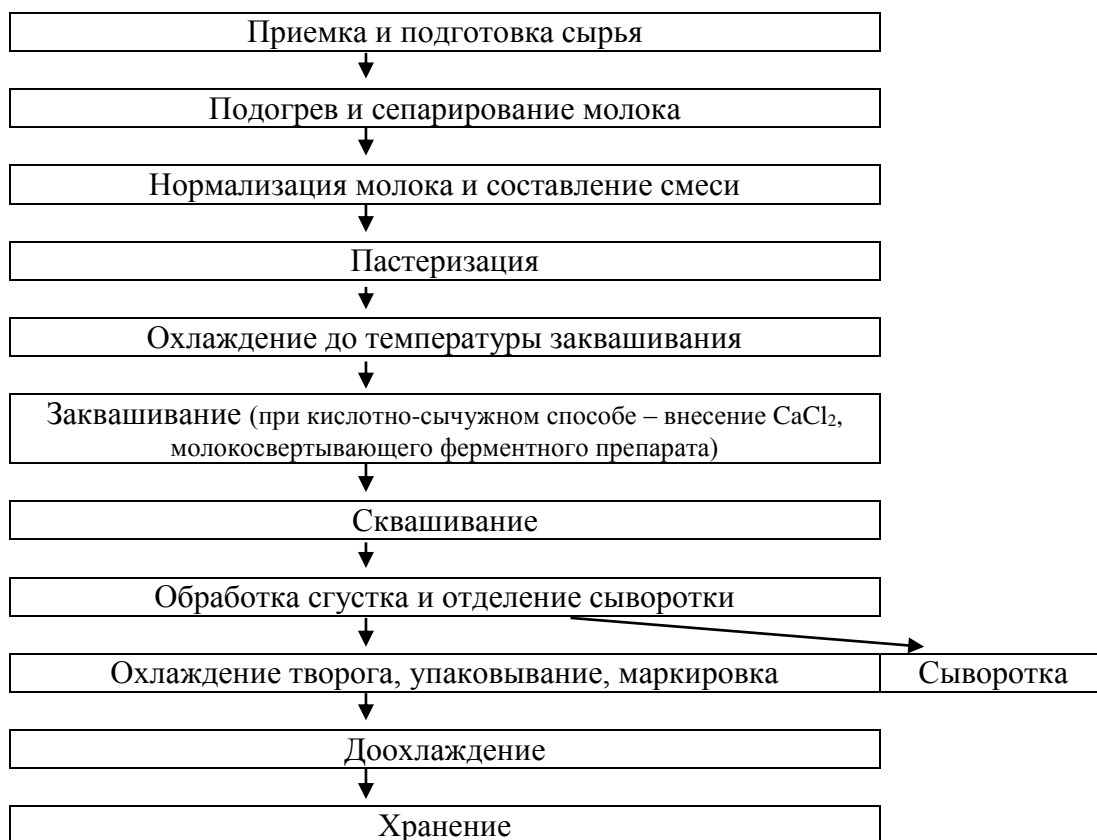 Приемка и подготовка сырья
Подогрев и сепарирование молока
Нормализация молока и составление смеси
Пастеризация
Охлаждение до температуры заквашивания
Заквашивание (при кислотно-сычужном способе – внесение CaCl₂,
молокосвертывающего ферментного препарата)
Сквашивание
Обработка сгустка и отделение сыворотки
Охлаждение творога, упаковывание, маркировка
Сыворотка
Доохлаждение
Хранение